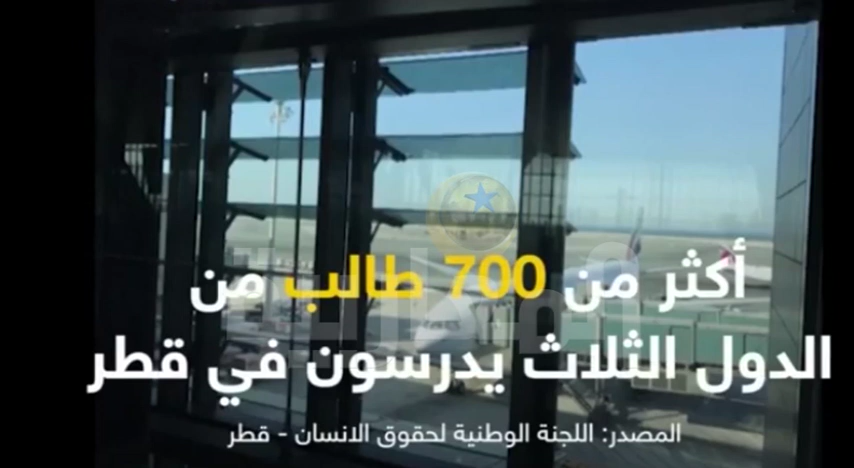 أكثر من 700 طالب من
الدول الثلاث يدرسون في قطر
المصدر: اللجنة الوطنية لحقوق الانسان - قطر